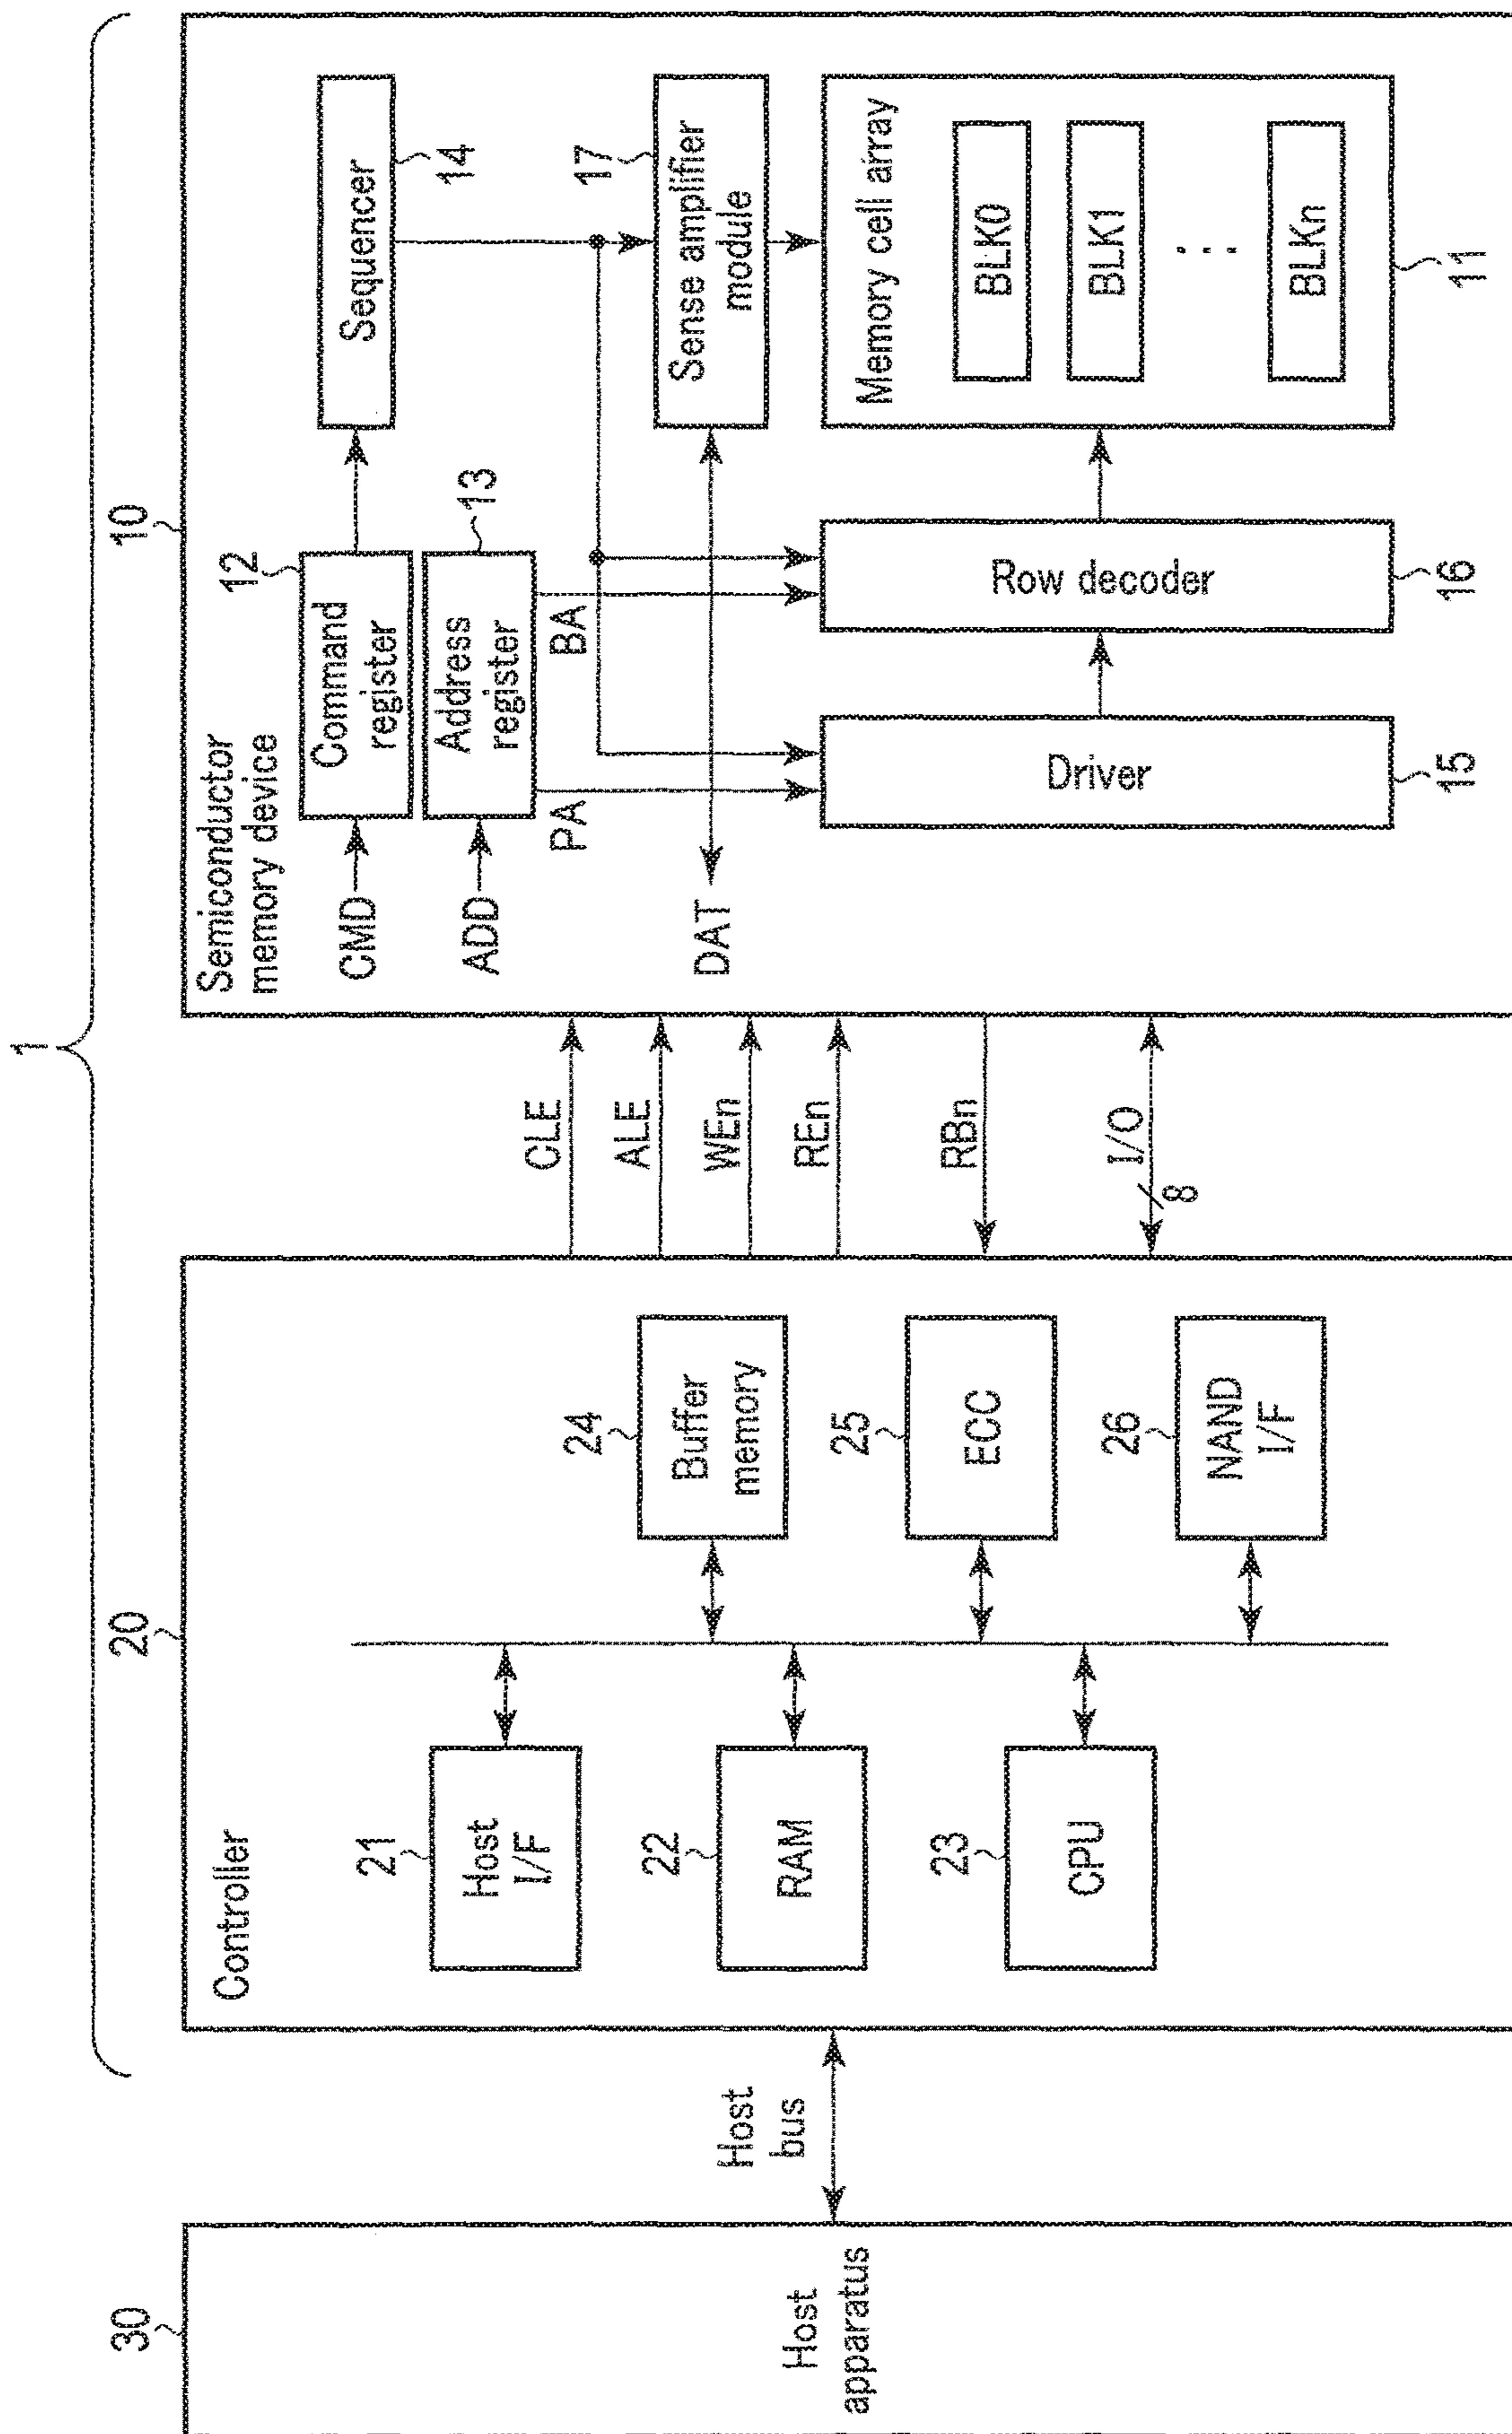 1
30
Host
apparatus
Host
bus
20
Controller
21
Host
I/F
22
RAM
23
CPU
24
Buffer
memory
25
ECC
26
NAND
I/F
CLE
ALE
WEn
REn
RBn
I/O
8
10
Semiconductor
memory device
CMD
ADD
DAT
12
Command
register
13
Address
register
PA
BA
Sequencer
14
17
Sense amplifier
module
Driver
15
Row decoder
16
Memory cell array
BLK0
BLK1
...
BLKn
11